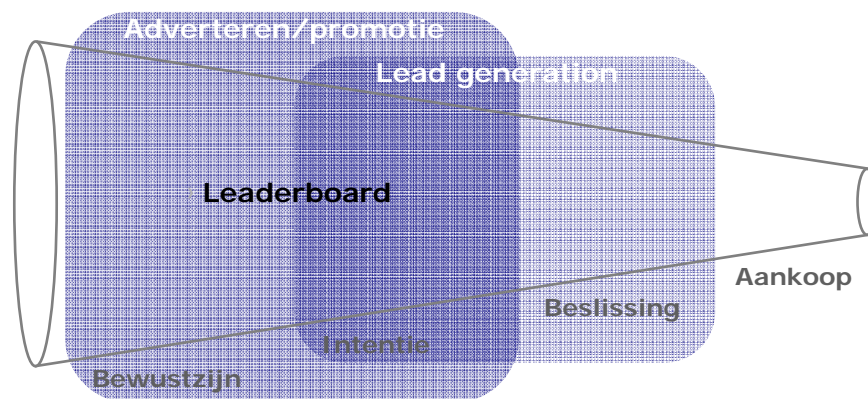 Adverteren/promotie
Lead generation
Leaderboard
Aankoop
Beslissing
Intentie
Bewustzijn